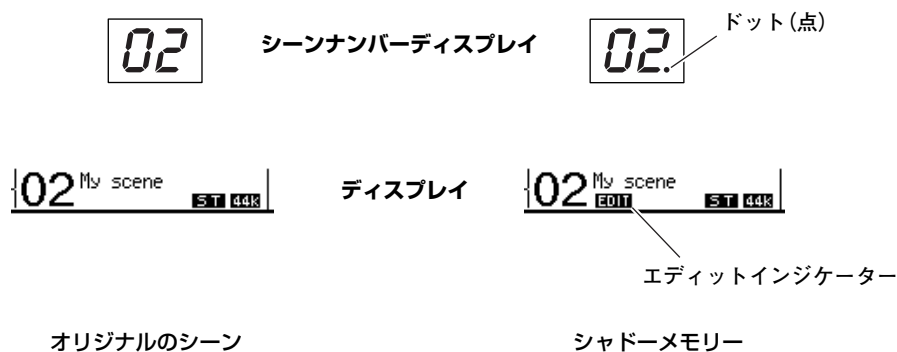 02
シーンナンバーディスプレイ
02.
ドット(点)
02 My scene
ST 44k
ディスプレイ
02 My scene
EDIT ST 44k
エディットインジケーター
オリジナルのシーン
シャドーメモリー